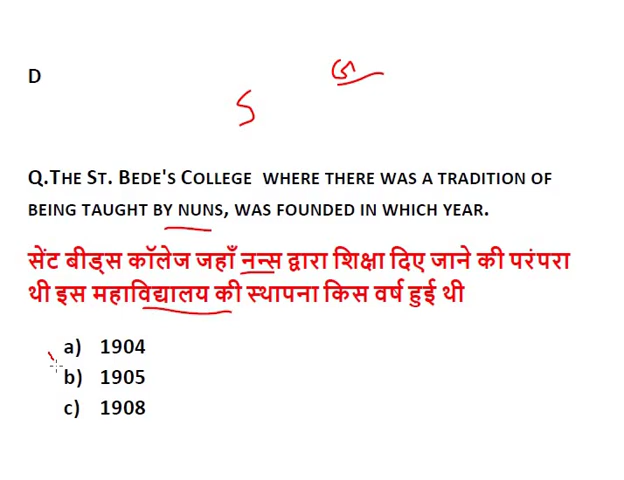 D
Q.THE ST. BEDE'S COLLEGE WHERE THERE WAS A TRADITION OF
BEING TAUGHT BY NUNS, WAS FOUNDED IN WHICH YEAR.
सेंट बीड्स कॉलेज जहाँ नन्स द्वारा शिक्षा दिए जाने की परंपरा
थी इस महाविद्यालय की स्थापना किस वर्ष हुई थी
a) 1904
b) 1905
c) 1908